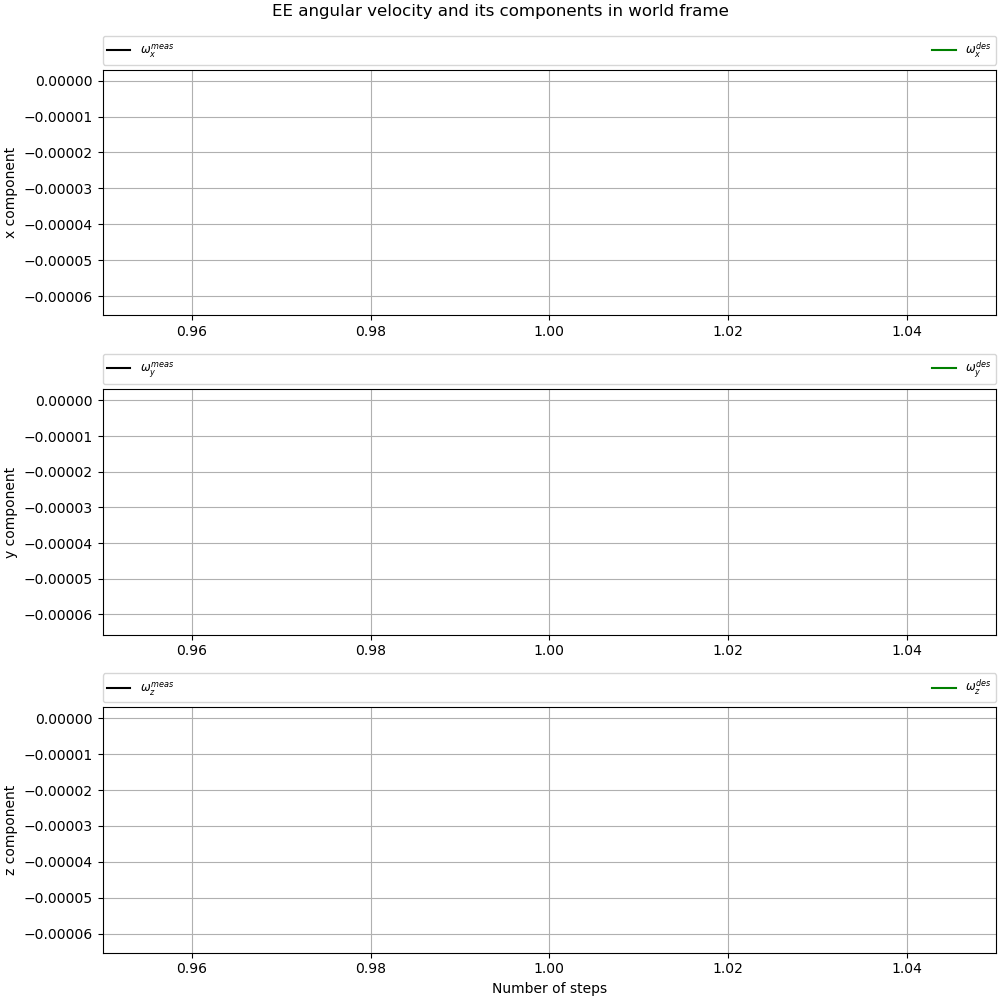 EE angular velocity and its components in world frame
ω_x^meas ω_x^des
0.00000
−0.00001
−0.00002
−0.00003
−0.00004
−0.00005
−0.00006
x component
0.96 0.98 1.00 1.02 1.04
ω_y^meas ω_y^des
0.00000
−0.00001
−0.00002
−0.00003
−0.00004
−0.00005
−0.00006
y component
0.96 0.98 1.00 1.02 1.04
ω_z^meas ω_z^des
0.00000
−0.00001
−0.00002
−0.00003
−0.00004
−0.00005
−0.00006
z component
0.96 0.98 1.00 1.02 1.04
Number of steps